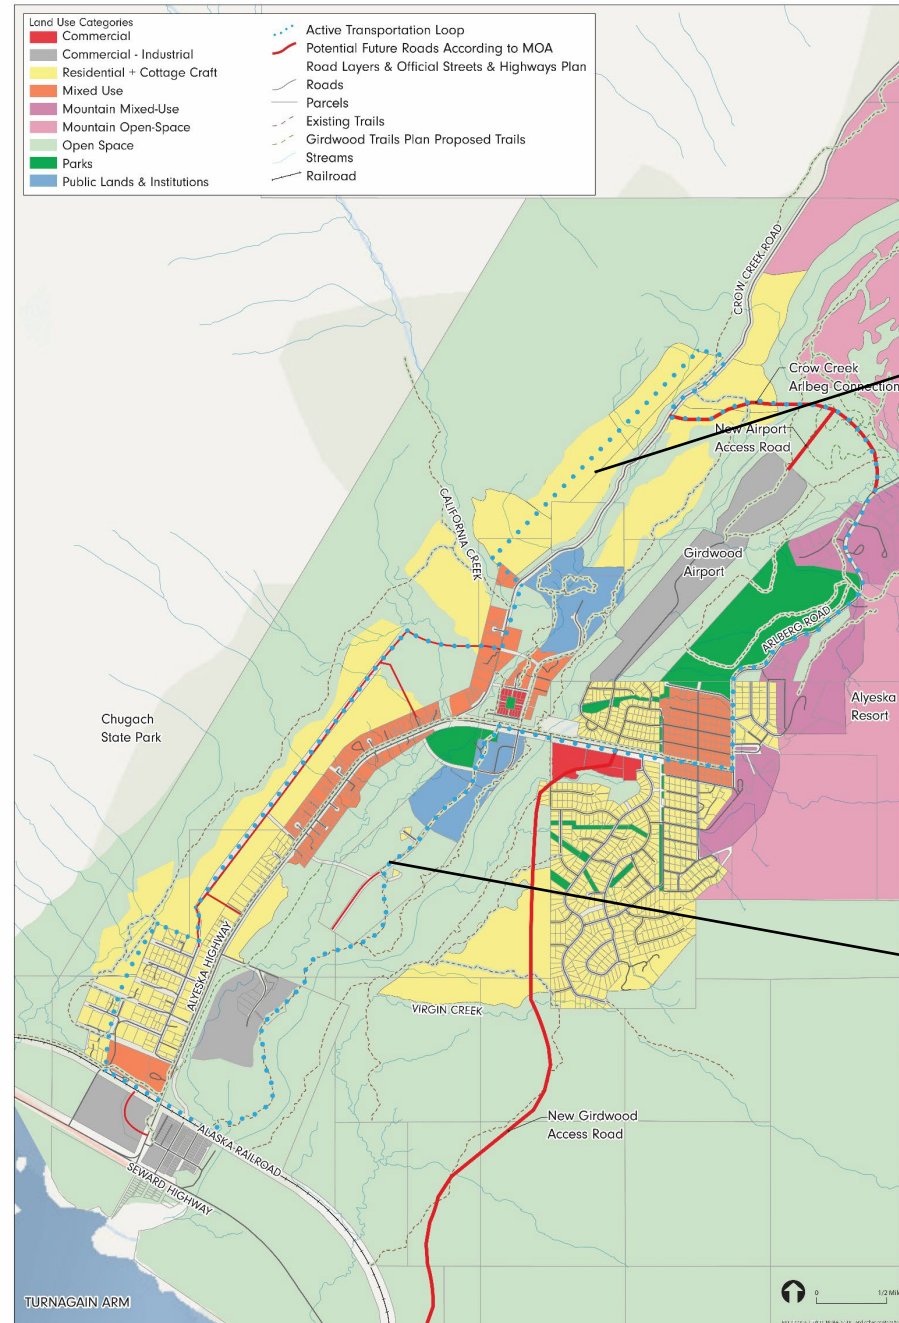 Land Use Categories
Commercial
Commercial - Industrial
Residential + Cottage Craft
Mixed Use
Mountain Mixed-Use
Mountain Open-Space
Open Space
Parks
Public Lands & Institutions
Active Transportation Loop
Potential Future Roads According to MOA
Road Layers & Official Streets & Highways Plan
Roads
Parcels
Existing Trails
Girdwood Trails Plan Proposed Trails
Streams
Railroad
CROW CREEK ROAD
Crow Creek
Arlbeg Connection
New Airport
Access Road
CALIFORNIA CREEK
Girdwood
Airport
ARLBERG ROAD
Alyeska
Resort
Chugach
State Park
ALYESKA HIGHWAY
VIRGIN CREEK
New Girdwood
Access Road
ALASKA RAILROAD
SEWARD HIGHWAY
TURNAGAIN ARM
0 1/2 Mil